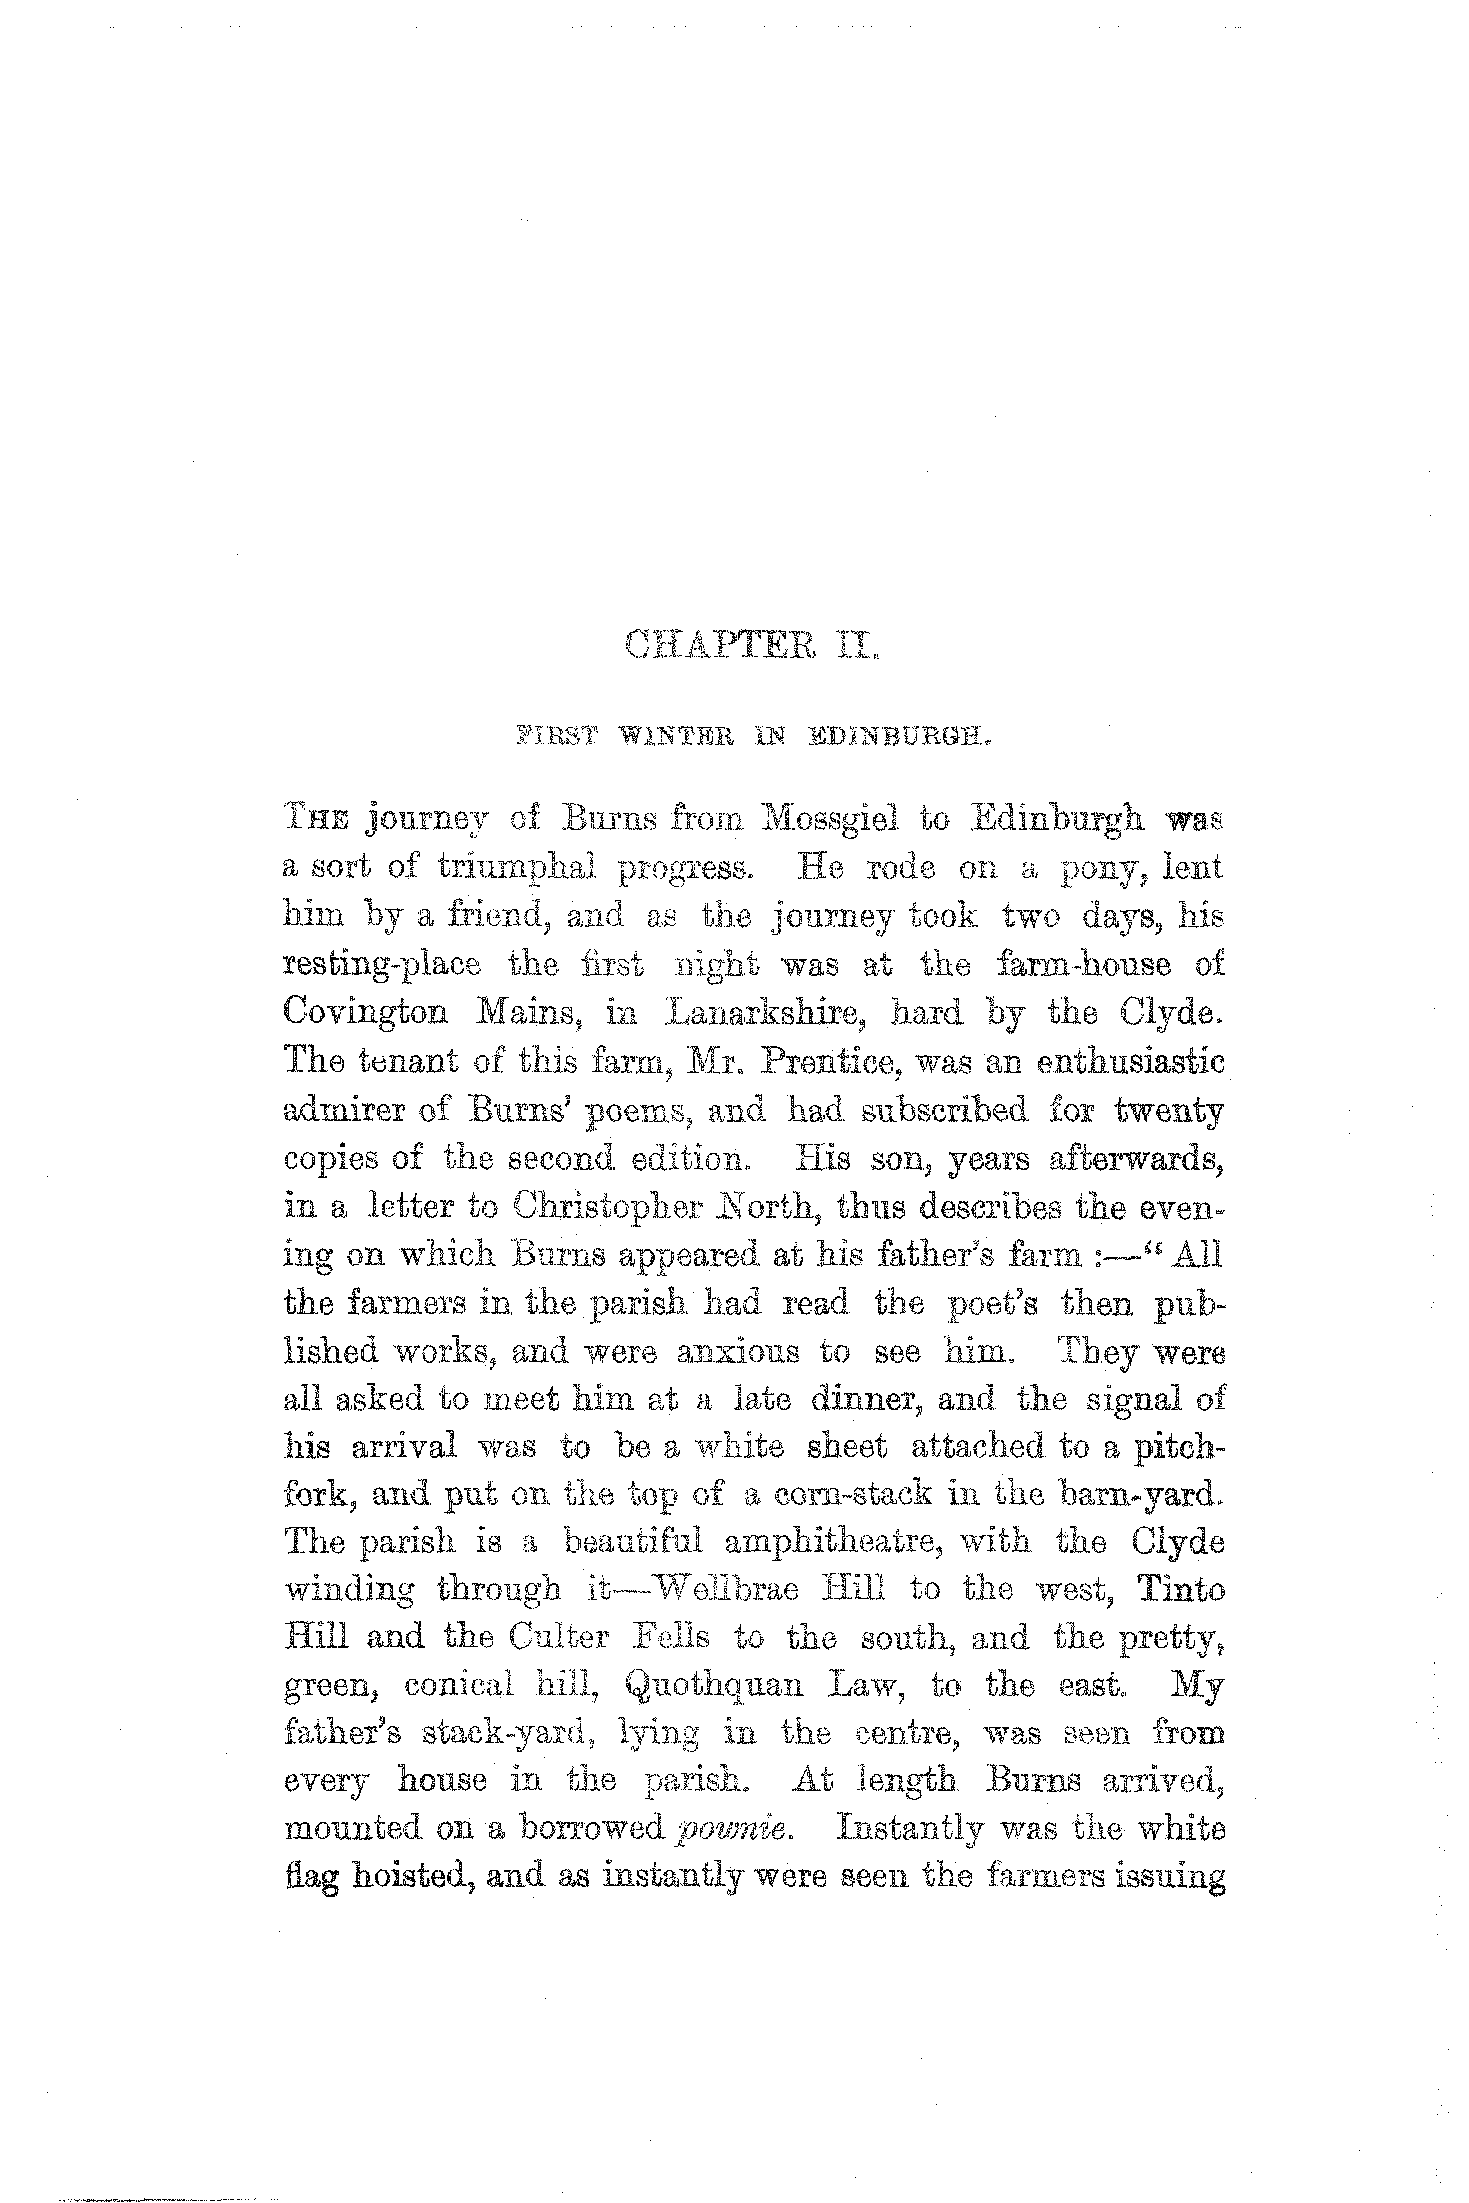 CHAPTER II.
FIRST WINTER IN EDINBURGH.
THE journey of Burns from Mossgiel to Edinburgh was
a sort of triumphal progress. He rode on a pony, lent
him by a friend, and as the journey took two days, his
resting-place the first night was at the farm-house of
Covington Mains, in Lanarkshire, hard by the Clyde.
The tenant of this farm, Mr. Prentice, was an enthusiastic
admirer of Burns' poems, and had subscribed for twenty
copies of the second edition. His son, years afterwards,
in a letter to Christopher North, thus describes the even-
ing on which Burns appeared at his father's farm :—“ All
the farmers in the parish had read the poet's then pub-
lished works, and were anxious to see him. They were
all asked to meet him at a late dinner, and the signal of
his arrival was to be a white sheet attached to a pitch-
fork, and put on the top of a corn-stack in the barn-yard.
The parish is a beautiful amphitheatre, with the Clyde
winding through it—Wellbrae Hill to the west, Tinto
Hill and the Culter Fells to the south, and the pretty,
green, conical hill, Quothquan Law, to the east. My
father's stack-yard, lying in the centre, was seen from
every house in the parish. At length Burns arrived,
mounted on a borrowed pownie. Instantly was the white
flag hoisted, and as instantly were seen the farmers issuing